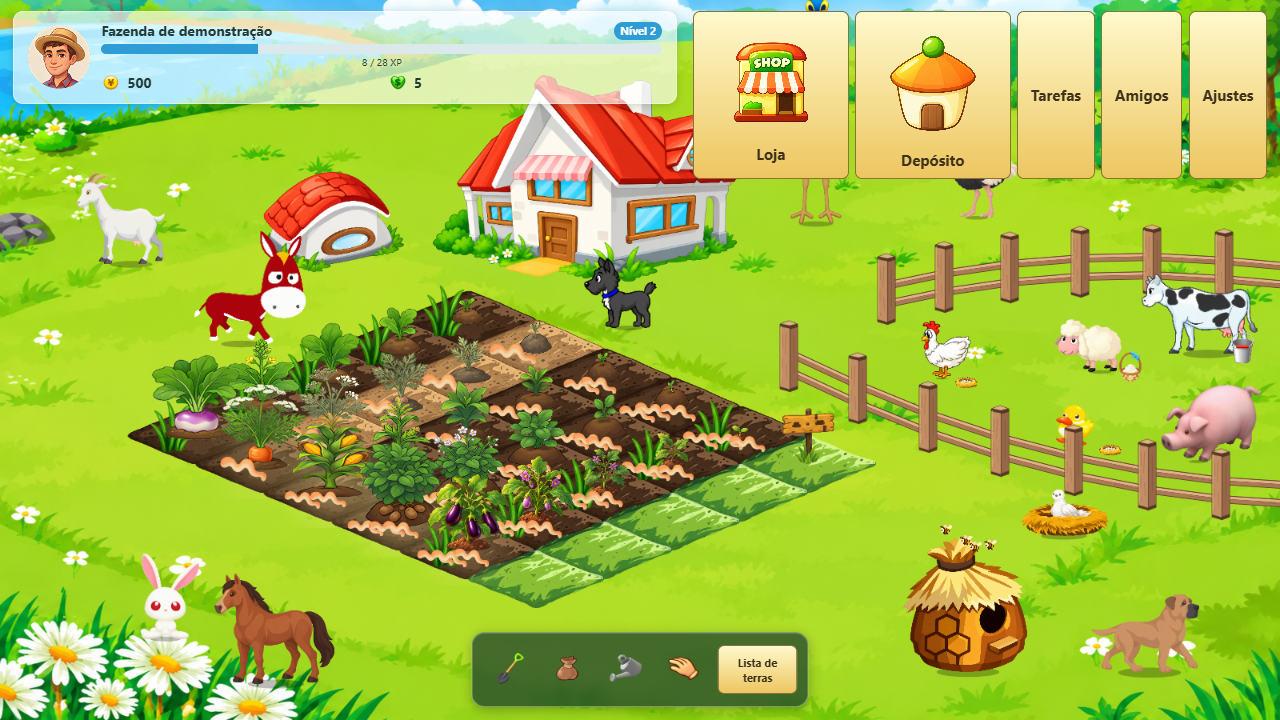 Fazenda de demonstração
Nível 2
8 / 28 XP
500
5
SHOP
Loja
Depósito
Tarefas
Amigos
Ajustes
Lista de
terras